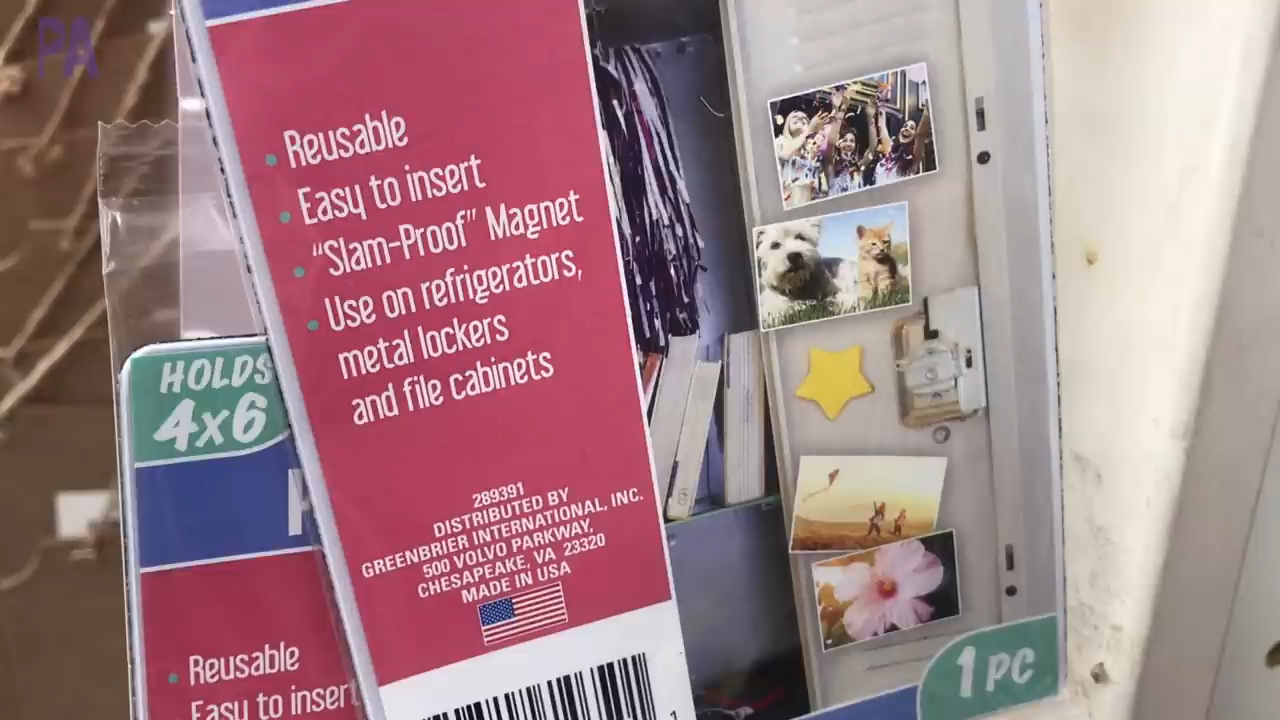 PA
Reusable
Easy to insert
“Slam-Proof” Magnet
Use on refrigerators,
metal lockers
and file cabinets
289391
DISTRIBUTED BY
GREENBRIER INTERNATIONAL, INC.
500 VOLVO PARKWAY,
CHESAPEAKE, VA 23320
MADE IN USA
1
1 PC
HOLDS
4x6
Reusable
Easy to insert